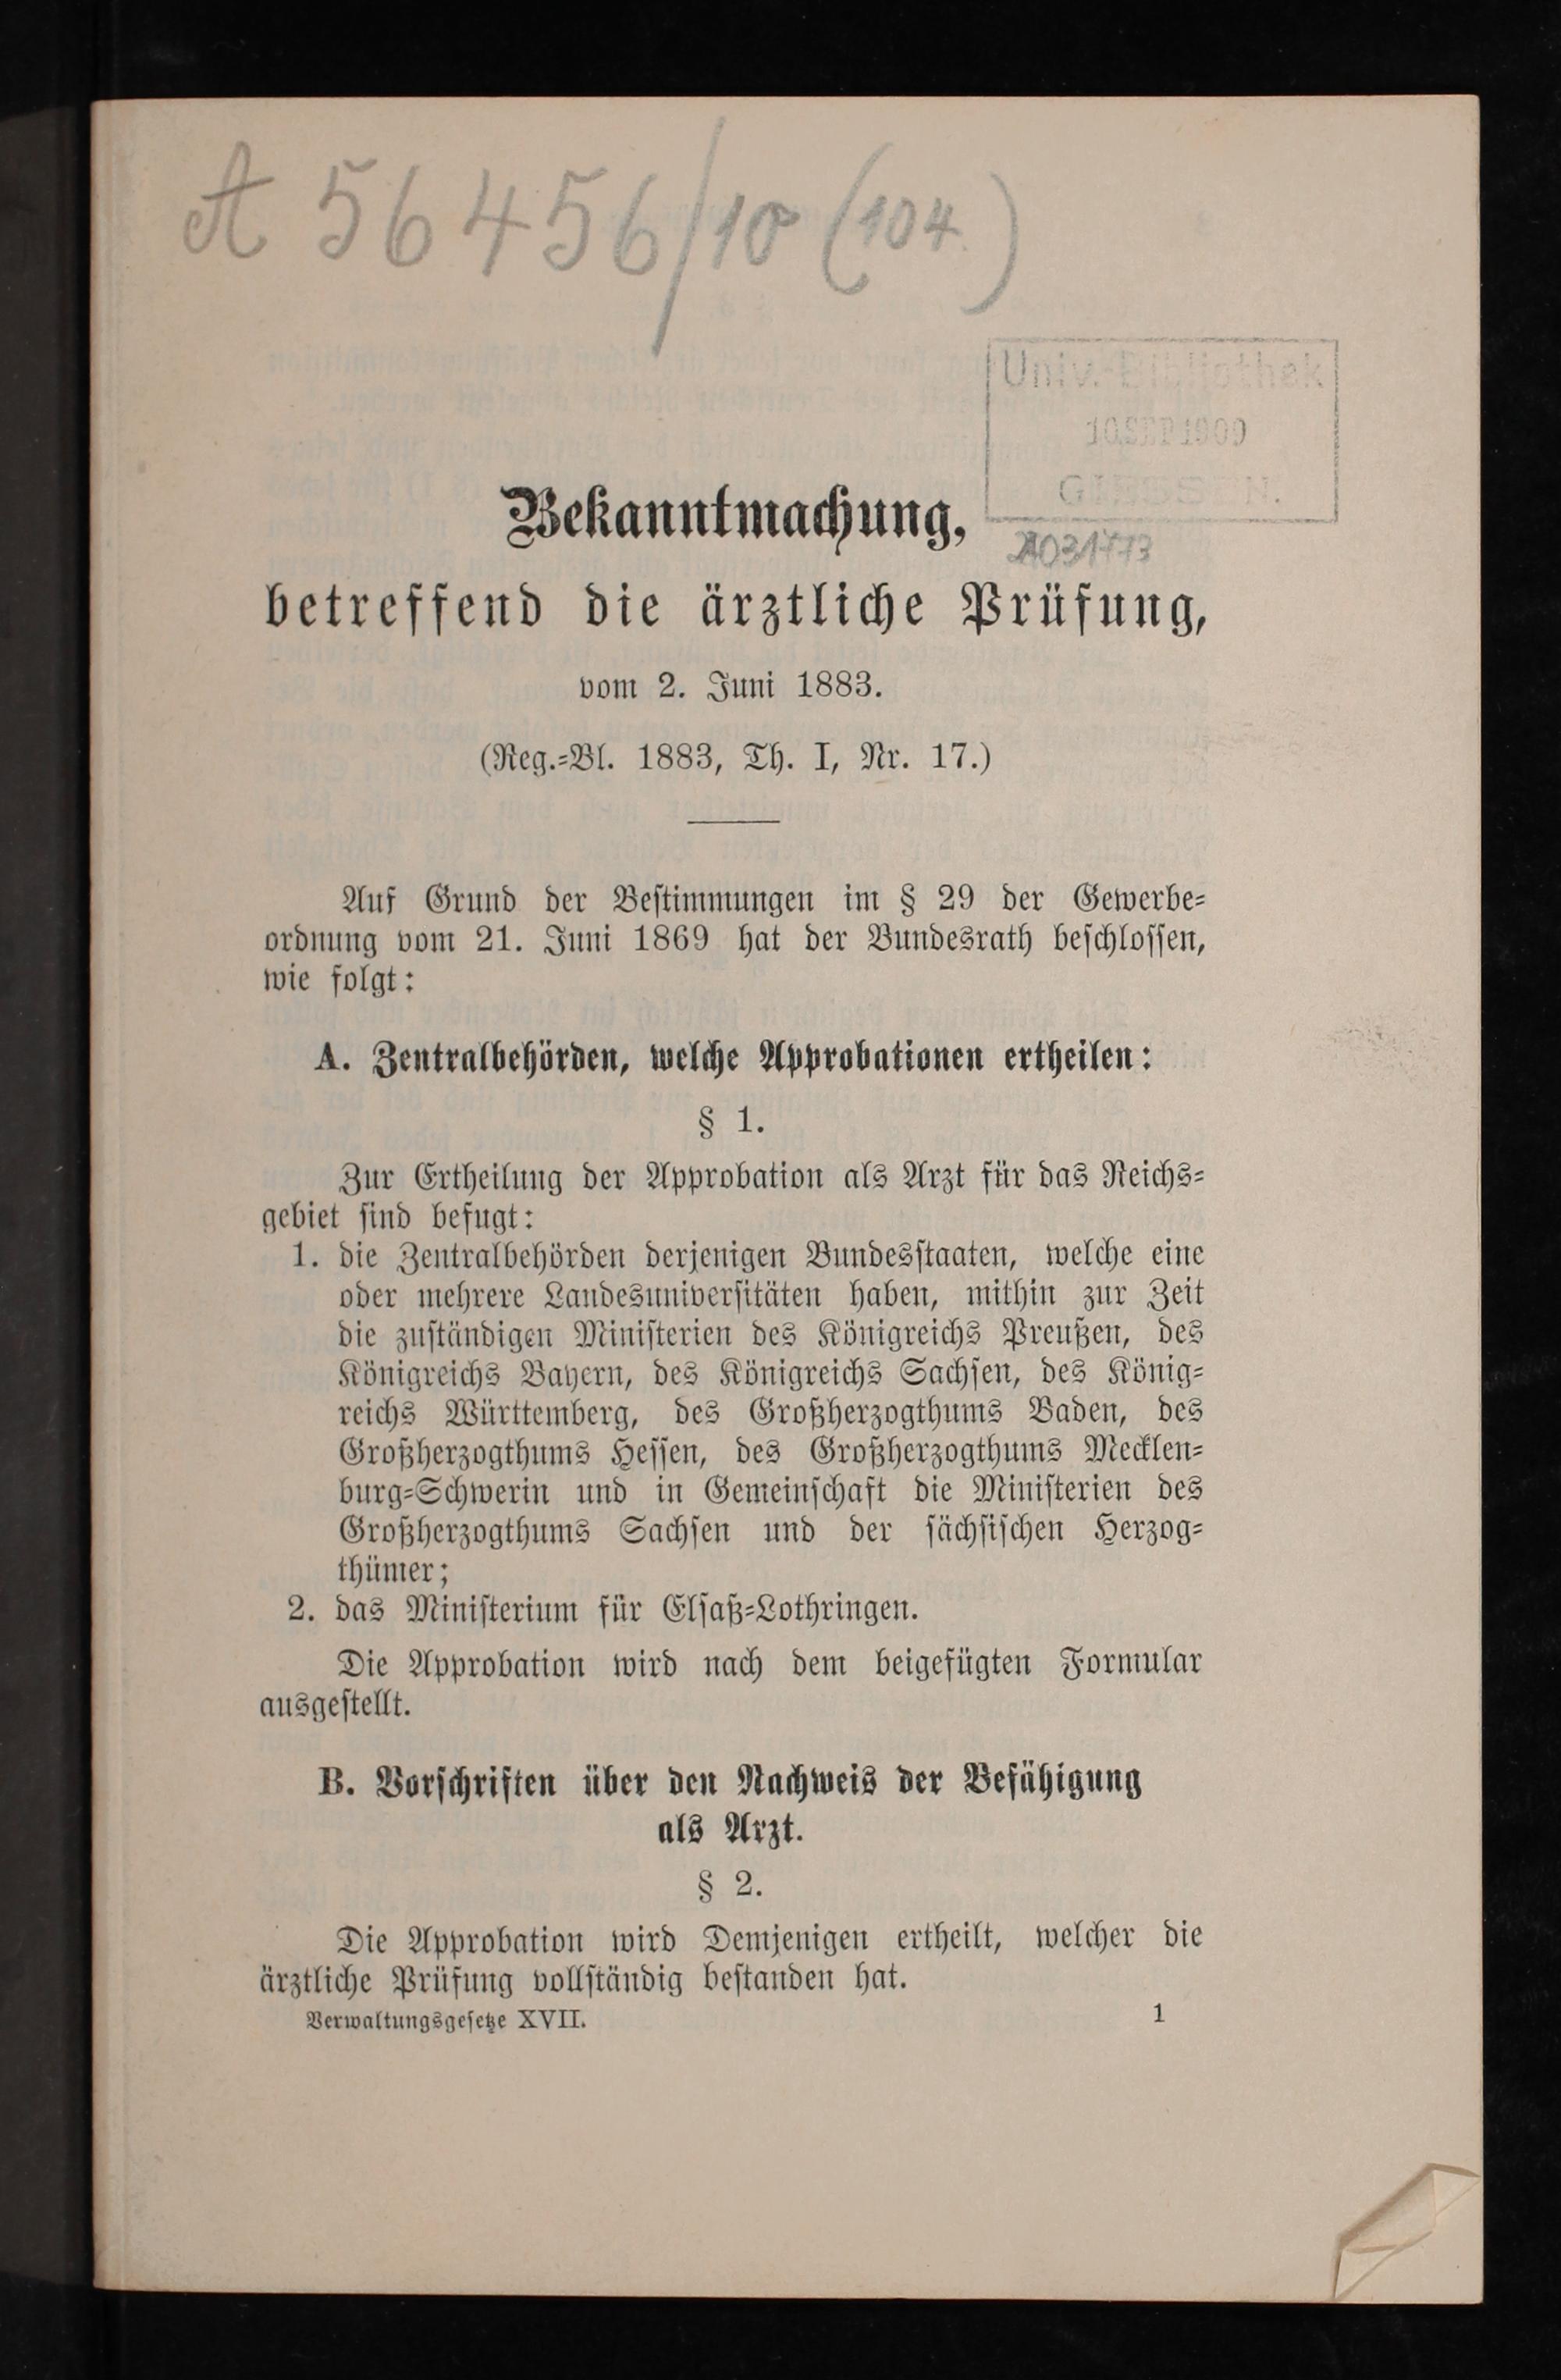 A 56456/10 (104.)
Univ.-Bibliothek
10.SEP.1909
GIESSEN.
Bekanntmachung,
betreffend die ärztliche Prüfung,
vom 2. Juni 1883.
(Reg.=Bl. 1883, Th. I, Nr. 17.)
Auf Grund der Beſtimmungen im § 29 der Gewerbe=
ordnung vom 21. Juni 1869 hat der Bundesrath beſchloſſen,
wie folgt:
A. Zentralbehörden, welche Approbationen ertheilen:
§ 1.
Zur Ertheilung der Approbation als Arzt für das Reichs=
gebiet ſind befugt:
1. die Zentralbehörden derjenigen Bundesſtaaten, welche eine
oder mehrere Landesuniverſitäten haben, mithin zur Zeit
die zuſtändigen Miniſterien des Königreichs Preußen, des
Königreichs Bayern, des Königreichs Sachſen, des König=
reichs Württemberg, des Großherzogthums Baden, des
Großherzogthums Heſſen, des Großherzogthums Mecklen=
burg=Schwerin und in Gemeinſchaft die Miniſterien des
Großherzogthums Sachſen und der ſächſiſchen Herzog=
thümer;
2. das Miniſterium für Elſaß=Lothringen.
Die Approbation wird nach dem beigefügten Formular
ausgeſtellt.
B. Vorſchriften über den Nachweis der Befähigung
als Arzt.
§ 2.
Die Approbation wird Demjenigen ertheilt, welcher die
ärztliche Prüfung vollſtändig beſtanden hat.
Verwaltungsgeſetze XVII. 1